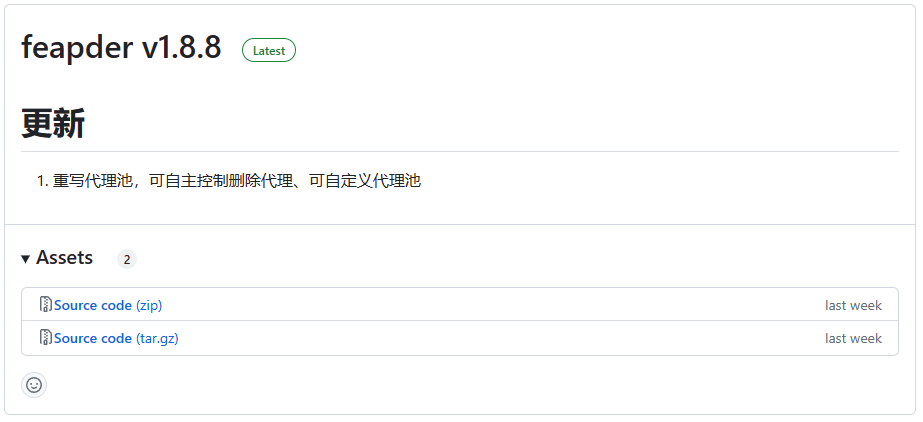 feapder v1.8.8 Latest
更新
1. 重写代理池，可自主控制删除代理、可自定义代理池
Assets 2
Source code (zip) last week
Source code (tar.gz) last week